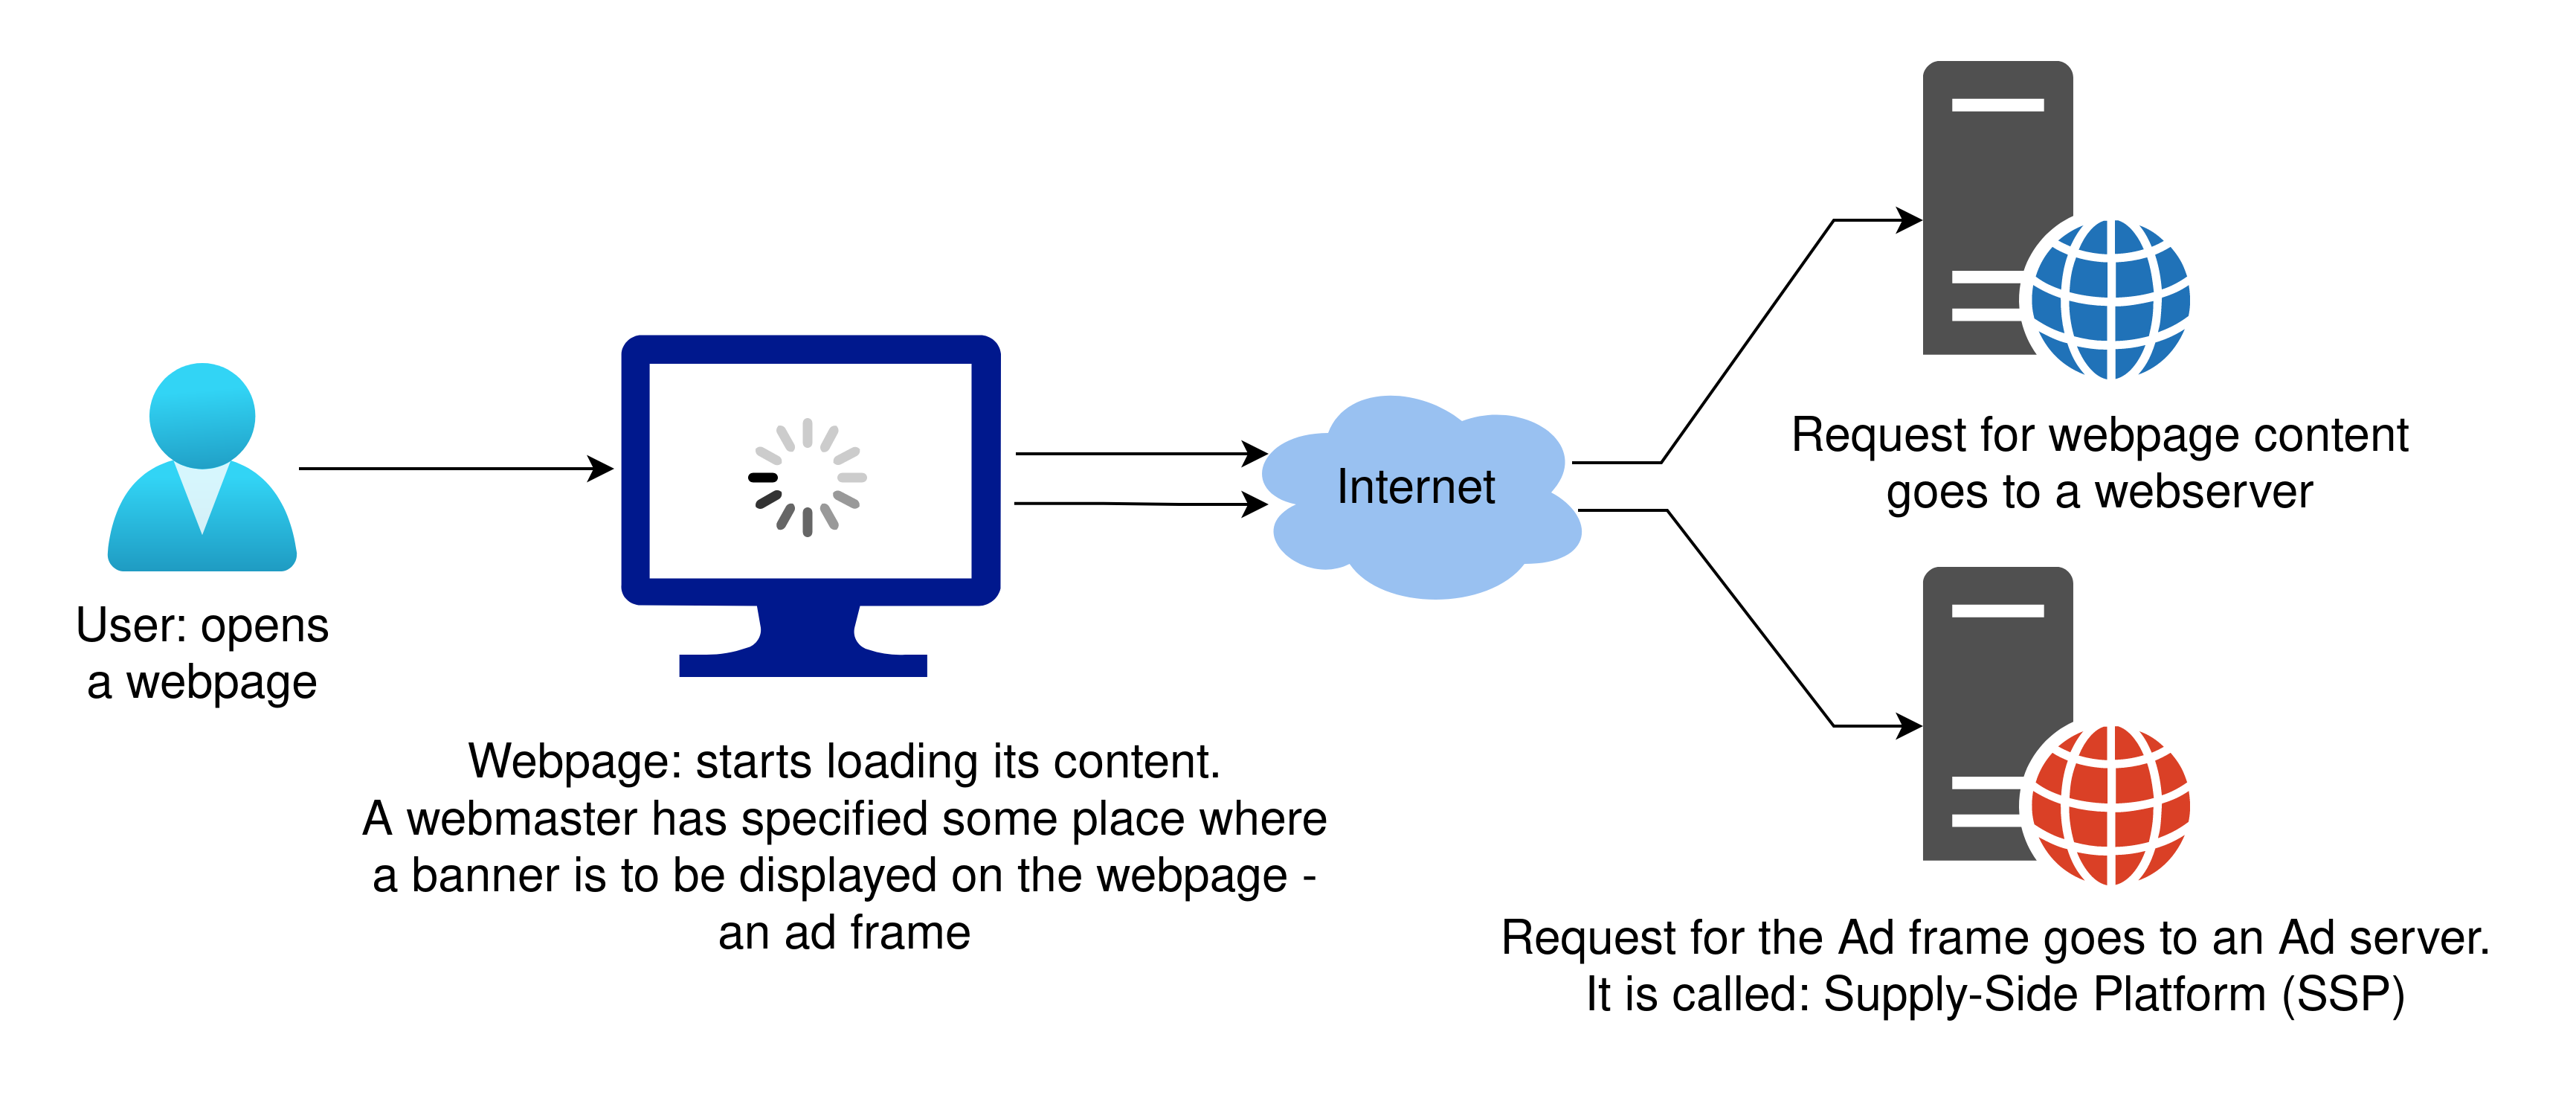 User: opens
a webpage
Webpage: starts loading its content.
A webmaster has specified some place where
a banner is to be displayed on the webpage -
an ad frame
Internet
Request for webpage content
goes to a webserver
Request for the Ad frame goes to an Ad server.
It is called: Supply-Side Platform (SSP)